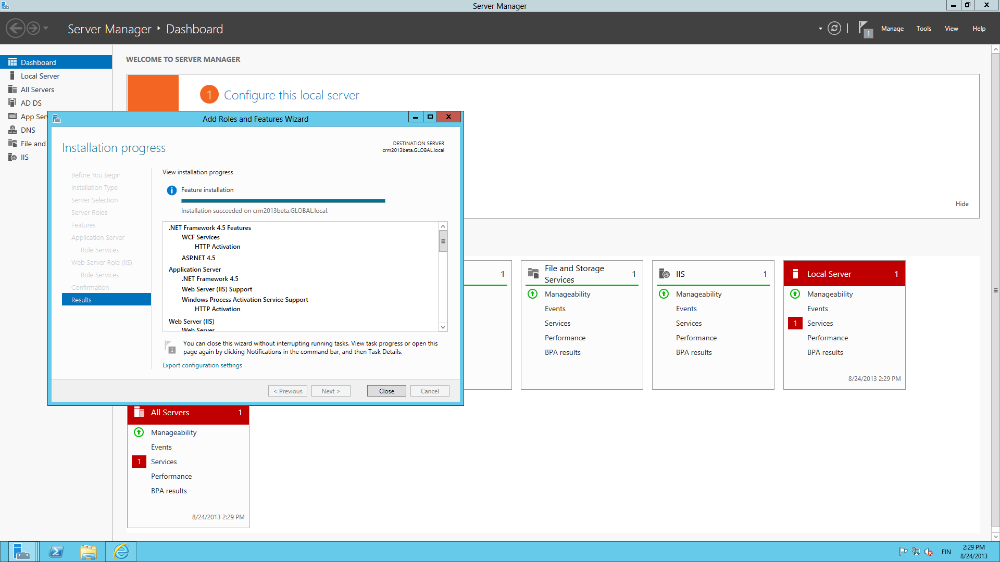 Server Manager
Server Manager ‣ Dashboard
1
Manage
Tools
View
Help
Dashboard
Local Server
All Servers
AD DS
App Ser
DNS
File and
IIS
WELCOME TO SERVER MANAGER
1 Configure this local server
Hide
Add Roles and Features Wizard
Installation progress
DESTINATION SERVER
crm2013beta.GLOBAL.local
Before You Begin
Installation Type
Server Selection
Server Roles
Features
Application Server
Role Services
Web Server Role (IIS)
Role Services
Confirmation
Results
View installation progress
Feature installation
Installation succeeded on crm2013beta.GLOBAL.local.
.NET Framework 4.5 Features
WCF Services
HTTP Activation
ASP.NET 4.5
Application Server
.NET Framework 4.5
Web Server (IIS) Support
Windows Process Activation Service Support
HTTP Activation
Web Server (IIS)
Web Server
1
You can close this wizard without interrupting running tasks. View task progress or open this
page again by clicking Notifications in the command bar, and then Task Details.
Export configuration settings
< Previous
Next >
Close
Cancel
1
File and Storage
Services
1
Manageability
Events
Services
Performance
BPA results
IIS
1
Manageability
Events
Services
Performance
BPA results
Local Server
1
Manageability
Events
1 Services
Performance
BPA results
8/24/2013 2:29 PM
All Servers
1
Manageability
Events
1 Services
Performance
BPA results
8/24/2013 2:29 PM
FIN
2:29 PM
8/24/2013